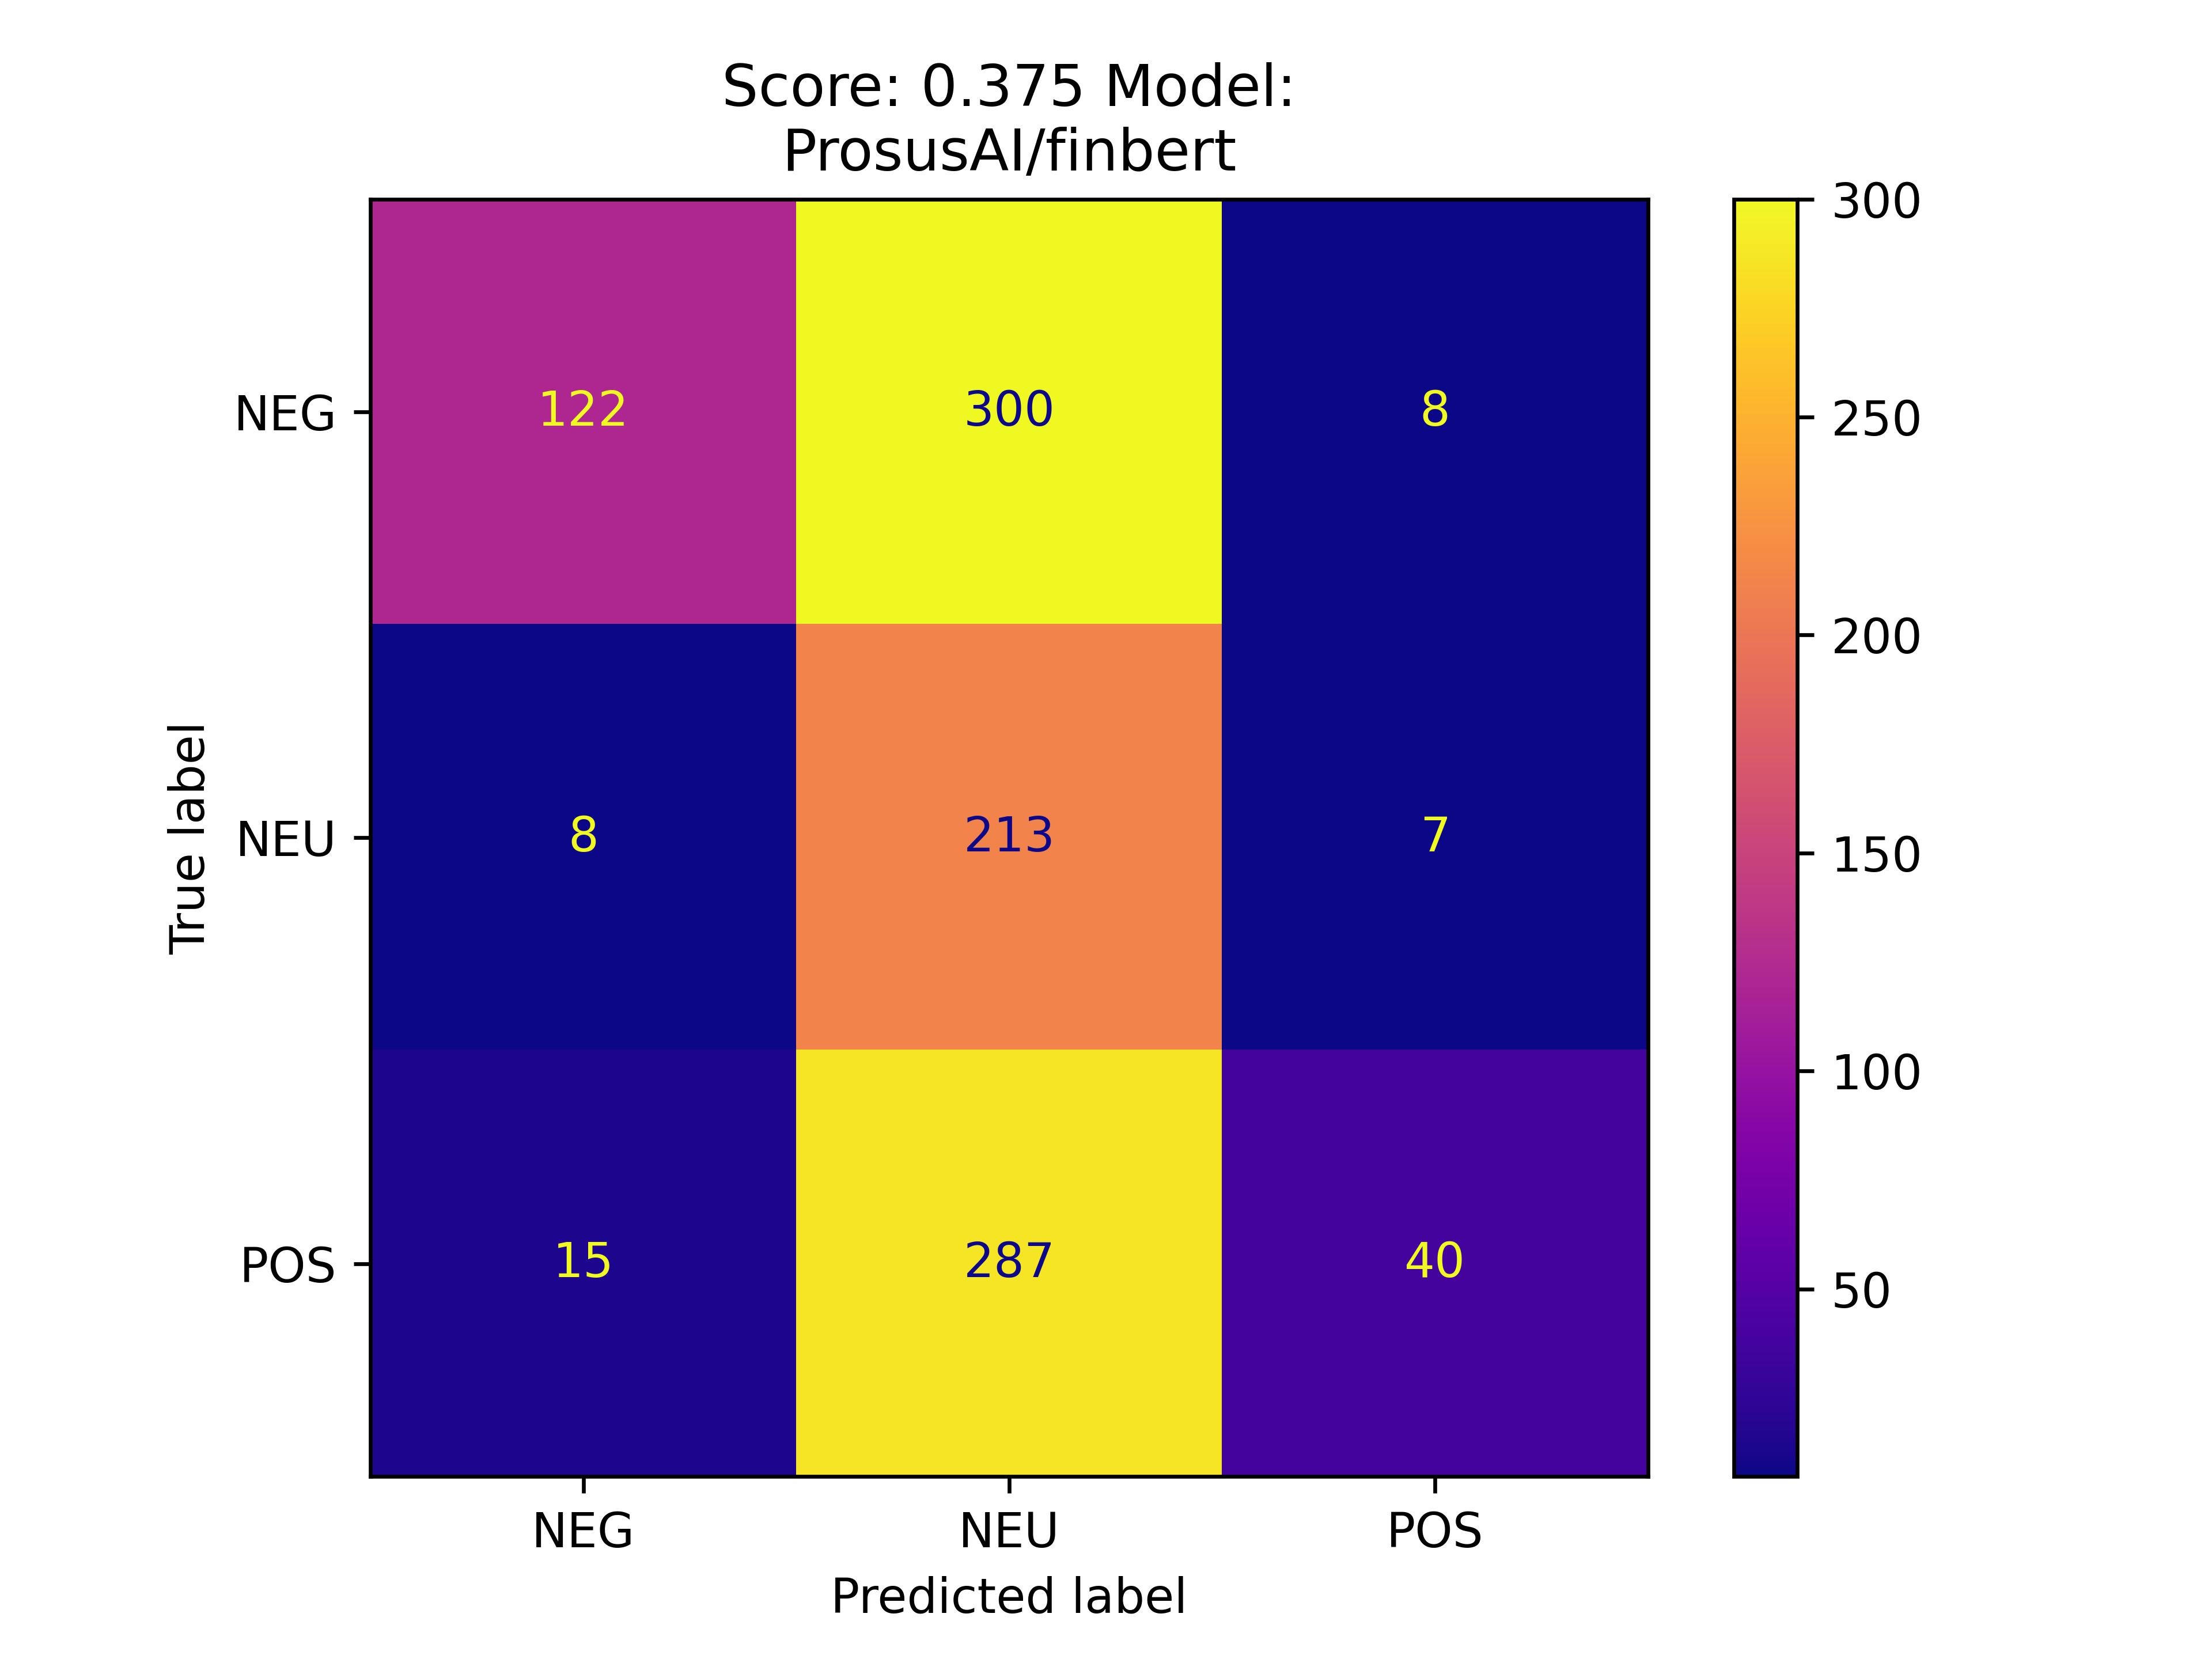 Score: 0.375 Model:
ProsusAI/finbert
300
250
200
150
100
50
True label
NEG
122
300
8
NEU
8
213
7
POS
15
287
40
NEG
NEU
POS
Predicted label